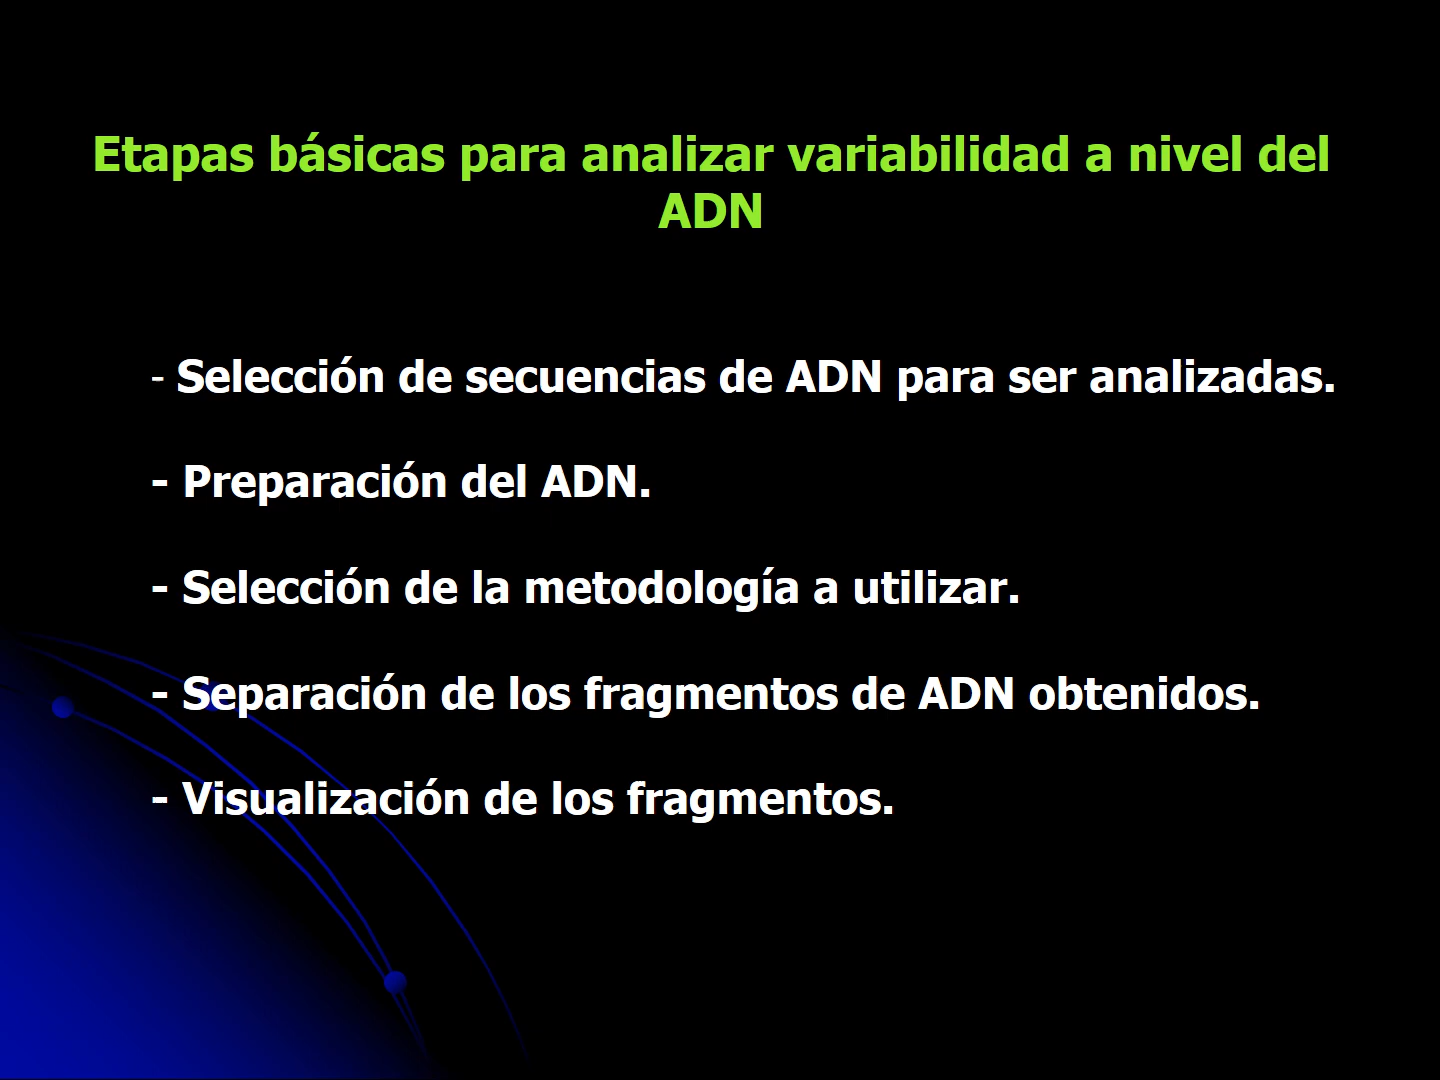 Etapas básicas para analizar variabilidad a nivel del
ADN
- Selección de secuencias de ADN para ser analizadas.
- Preparación del ADN.
- Selección de la metodología a utilizar.
- Separación de los fragmentos de ADN obtenidos.
- Visualización de los fragmentos.